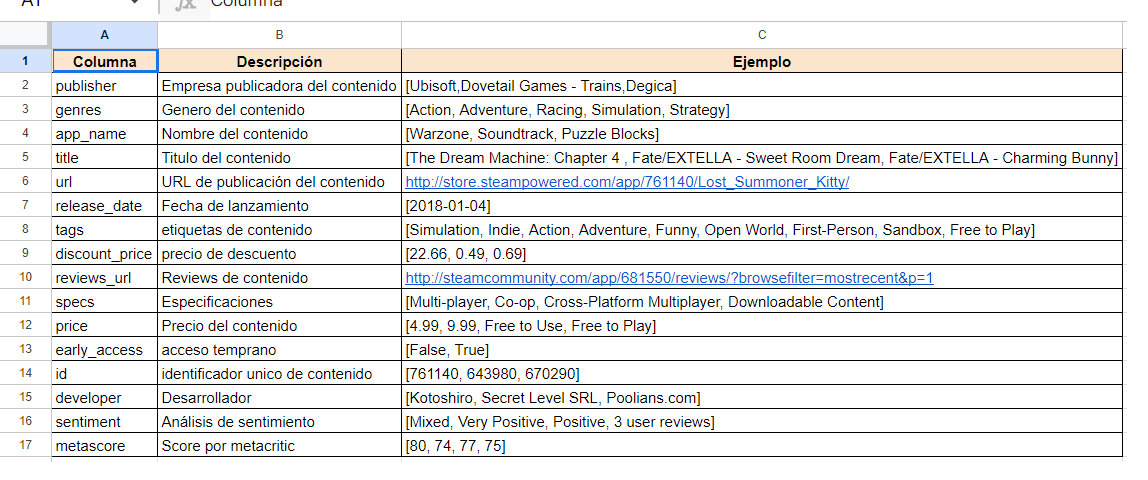 A1 fx Columna
A B C
1 Columna Descripción Ejemplo
2 publisher Empresa publicadora del contenido [Ubisoft,Dovetail Games - Trains,Degica]
3 genres Genero del contenido [Action, Adventure, Racing, Simulation, Strategy]
4 app_name Nombre del contenido [Warzone, Soundtrack, Puzzle Blocks]
5 title Titulo del contenido [The Dream Machine: Chapter 4 , Fate/EXTELLA - Sweet Room Dream, Fate/EXTELLA - Charming Bunny]
6 url URL de publicación del contenido http://store.steampowered.com/app/761140/Lost_Summoner_Kitty/
7 release_date Fecha de lanzamiento [2018-01-04]
8 tags etiquetas de contenido [Simulation, Indie, Action, Adventure, Funny, Open World, First-Person, Sandbox, Free to Play]
9 discount_price precio de descuento [22.66, 0.49, 0.69]
10 reviews_url Reviews de contenido http://steamcommunity.com/app/681550/reviews/?browsefilter=mostrecent&p=1
11 specs Especificaciones [Multi-player, Co-op, Cross-Platform Multiplayer, Downloadable Content]
12 price Precio del contenido [4.99, 9.99, Free to Use, Free to Play]
13 early_access acceso temprano [False, True]
14 id identificador unico de contenido [761140, 643980, 670290]
15 developer Desarrollador [Kotoshiro, Secret Level SRL, Poolians.com]
16 sentiment Análisis de sentimiento [Mixed, Very Positive, Positive, 3 user reviews]
17 metascore Score por metacritic [80, 74, 77, 75]